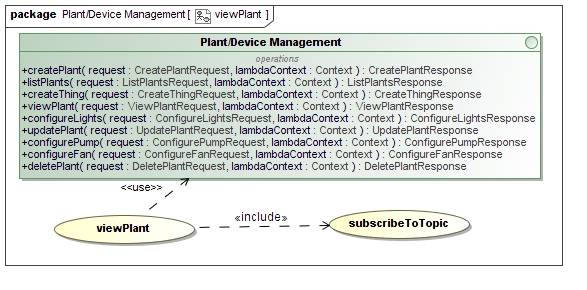 package Plant/Device Management [ viewPlant ]
Plant/Device Management
operations
+createPlant( request : CreatePlantRequest, lambdaContext : Context ) : CreatePlantResponse
+listPlants( request : ListPlantsRequest, lambdaContext : Context ) : ListPlantsResponse
+createThing( request : CreateThingRequest, lambdaContext : Context ) : CreateThingResponse
+viewPlant( request : ViewPlantRequest, lambdaContext : Context ) : ViewPlantResponse
+configureLights( request : ConfigureLightsRequest, lambdaContext : Context ) : ConfigureLightsResponse
+updatePlant( request : UpdatePlantRequest, lambdaContext : Context ) : UpdatePlantResponse
+configurePump( request : ConfigurePumpRequest, lambdaContext : Context ) : ConfigurePumpResponse
+configureFan( request : ConfigureFanRequest, lambdaContext : Context ) : ConfigureFanResponse
+deletePlant( request : DeletePlantRequest, lambdaContext : Context ) : DeletePlantResponse
<<use>>
«include»
viewPlant
subscribeToTopic